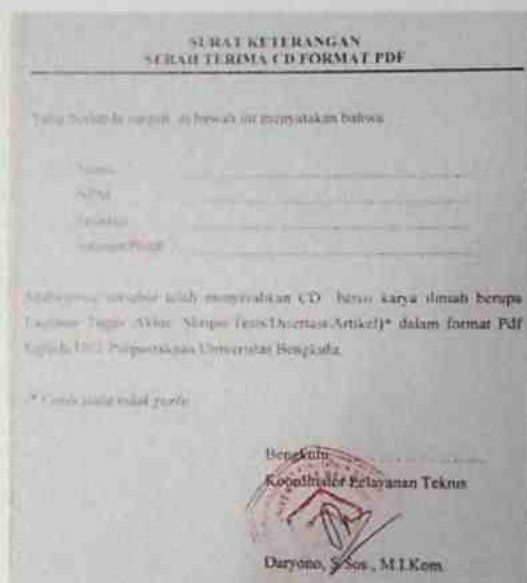 SURAT KETERANGAN
SERAH TERIMA CD FORMAT PDF
Yang bertanda tangan di bawah ini menyatakan bahwa
Nama
NPM
Fakultas
Jurusan/Prodi
Mahasiswa tersebut telah menyerahkan CD berisi karya ilmiah berupa
Laporan Tugas Akhir/ Skripsi/Tesis/Disertasi/Artikel)* dalam format Pdf
kepada UPT Perpustakaan Universitas Bengkulu.
)* Coret yang tidak perlu
Bengkulu,
Koordinator Pelayanan Teknis
Daryono, S.Sos., M.I.Kom